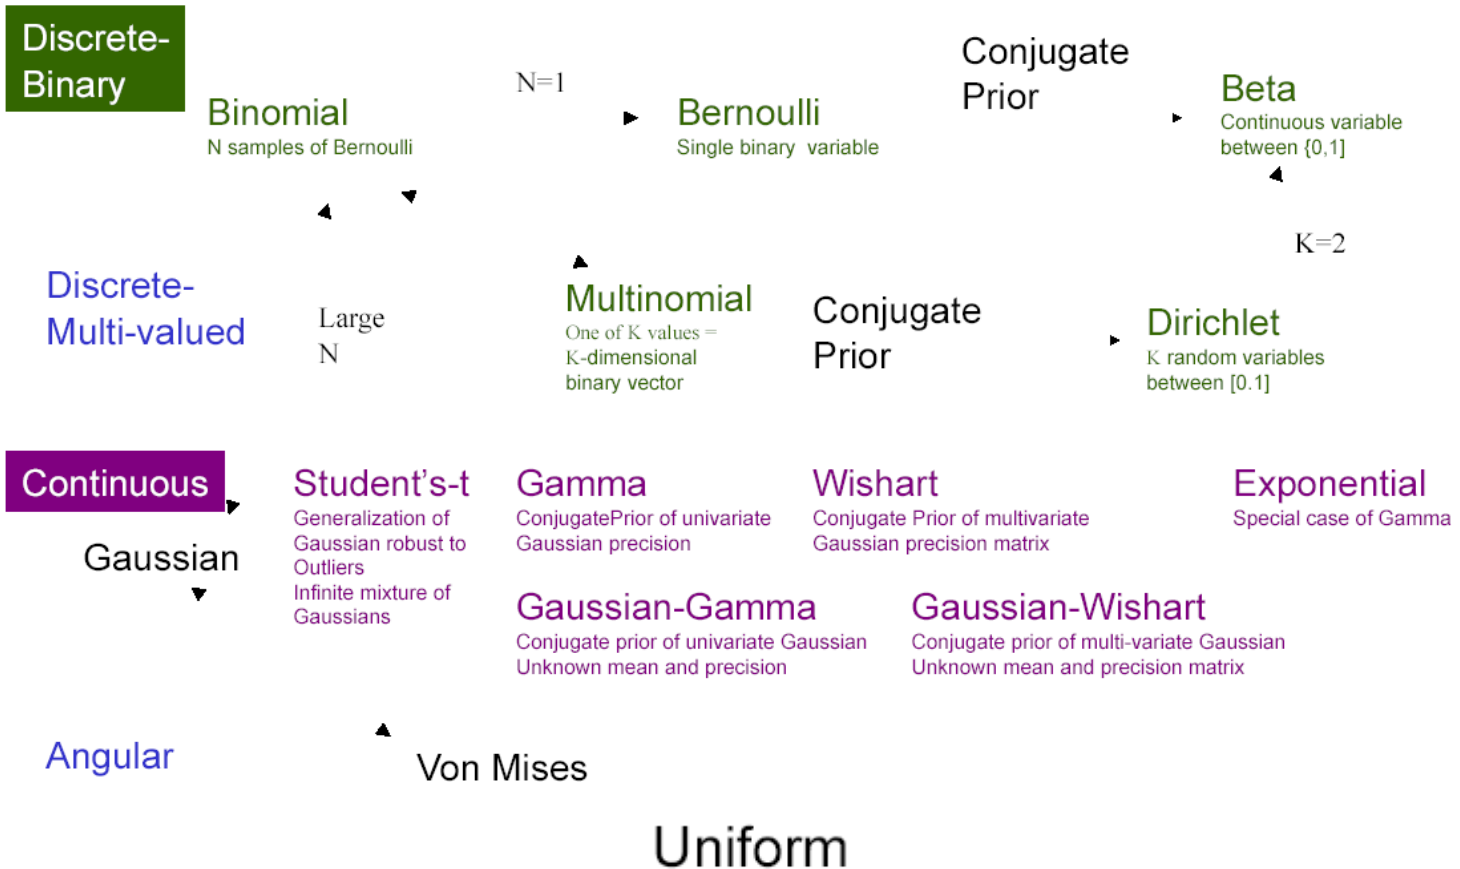 Discrete-
Binary
Binomial
N samples of Bernoulli
N=1
Bernoulli
Single binary variable
Conjugate
Prior
Beta
Continuous variable
between {0,1]
K=2
Discrete-
Multi-valued
Large
N
Multinomial
One of K values =
K-dimensional
binary vector
Conjugate
Prior
Dirichlet
K random variables
between [0.1]
Continuous
Gaussian
Student's-t
Generalization of
Gaussian robust to
Outliers
Infinite mixture of
Gaussians
Gamma
ConjugatePrior of univariate
Gaussian precision
Wishart
Conjugate Prior of multivariate
Gaussian precision matrix
Exponential
Special case of Gamma
Gaussian-Gamma
Conjugate prior of univariate Gaussian
Unknown mean and precision
Gaussian-Wishart
Conjugate prior of multi-variate Gaussian
Unknown mean and precision matrix
Angular
Von Mises
Uniform